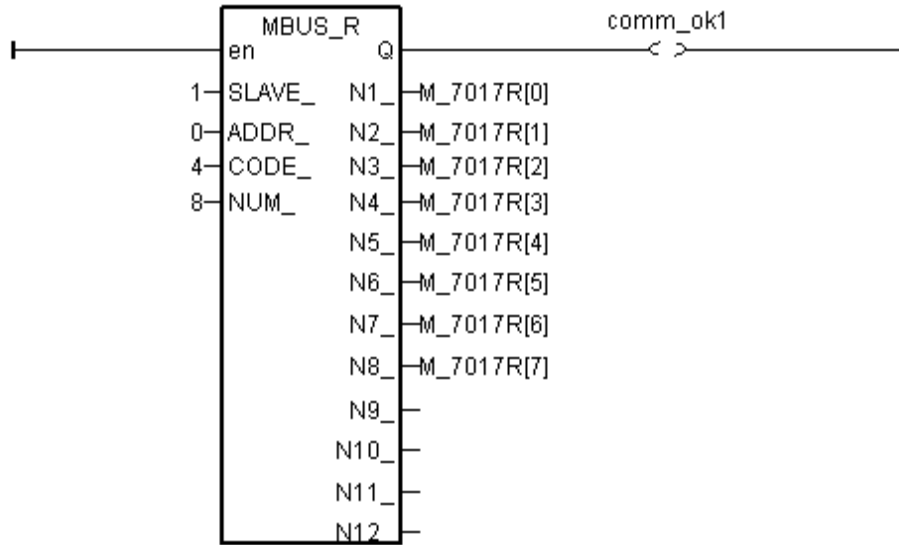 MBUS_R comm_ok1
en Q
1 SLAVE_ N1_ M_7017R[0]
0 ADDR_ N2_ M_7017R[1]
4 CODE_ N3_ M_7017R[2]
8 NUM_ N4_ M_7017R[3]
N5_ M_7017R[4]
N6_ M_7017R[5]
N7_ M_7017R[6]
N8_ M_7017R[7]
N9_
N10_
N11_
N12_